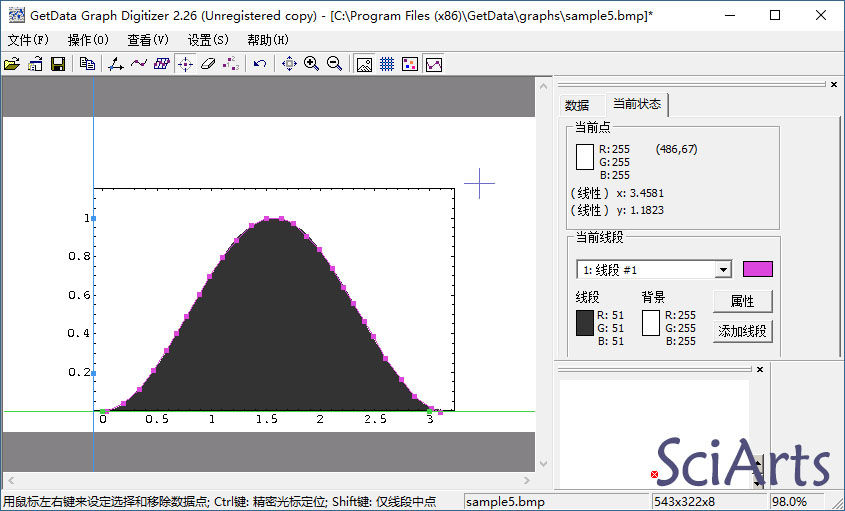 GetData Graph Digitizer 2.26 (Unregistered copy) - [C:\Program Files (x86)\GetData\graphs\sample5.bmp]*
文件(F) 操作(O) 查看(V) 设置(S) 帮助(H)
数据 当前状态
当前点
R:255 (486,67)
G:255
B:255
(线性) x: 3.4581
(线性) y: 1.1823
当前线段
1: 线段 #1
线段 背景 属性
R: 51 R:255
G: 51 G:255
B: 51 B:255
添加线段
1
0.8
0.6
0.4
0.2
0 0.5 1 1.5 2 2.5 3
SciArts
用鼠标左右键来设定选择和移除数据点; Ctrl键: 精密光标定位; Shift键: 仅线段中点 sample5.bmp 543x322x8 98.0%